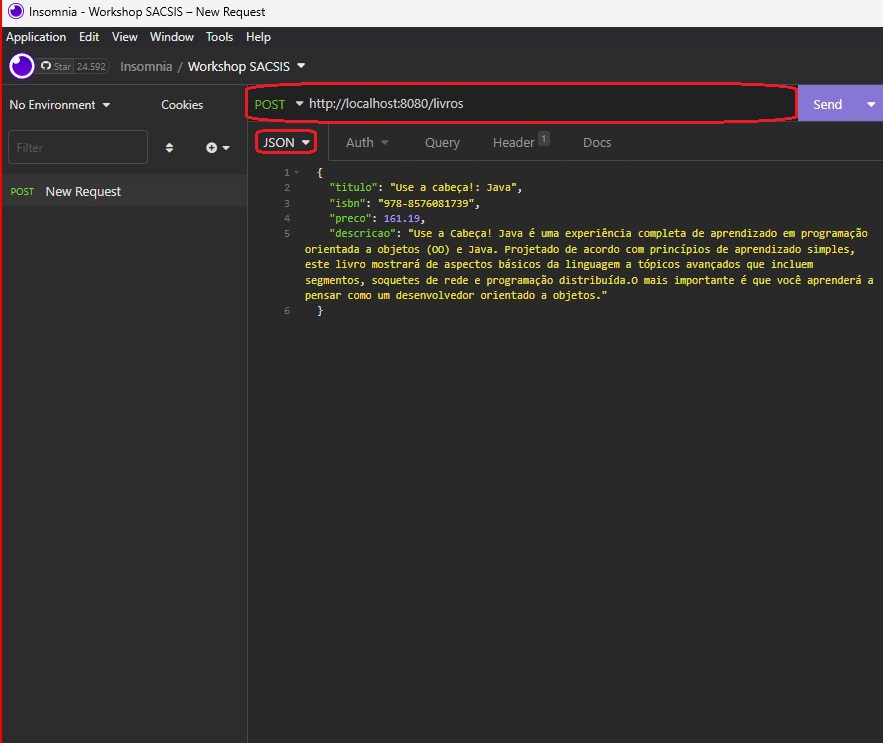 Insomnia - Workshop SACSIS – New Request
Application Edit View Window Tools Help
Star 24.592 Insomnia / Workshop SACSIS
No Environment Cookies POST http://localhost:8080/livros Send
JSON Auth Query Header 1 Docs
Filter
POST New Request
1 {
2 "titulo": "Use a cabeça!: Java",
3 "isbn": "978-8576081739",
4 "preco": 161.19,
5 "descricao": "Use a Cabeça! Java é uma experiência completa de aprendizado em programação
orientada a objetos (OO) e Java. Projetado de acordo com princípios de aprendizado simples,
este livro mostrará de aspectos básicos da linguagem a tópicos avançados que incluem
segmentos, soquetes de rede e programação distribuída.O mais importante é que você aprenderá a
pensar como um desenvolvedor orientado a objetos."
6 }